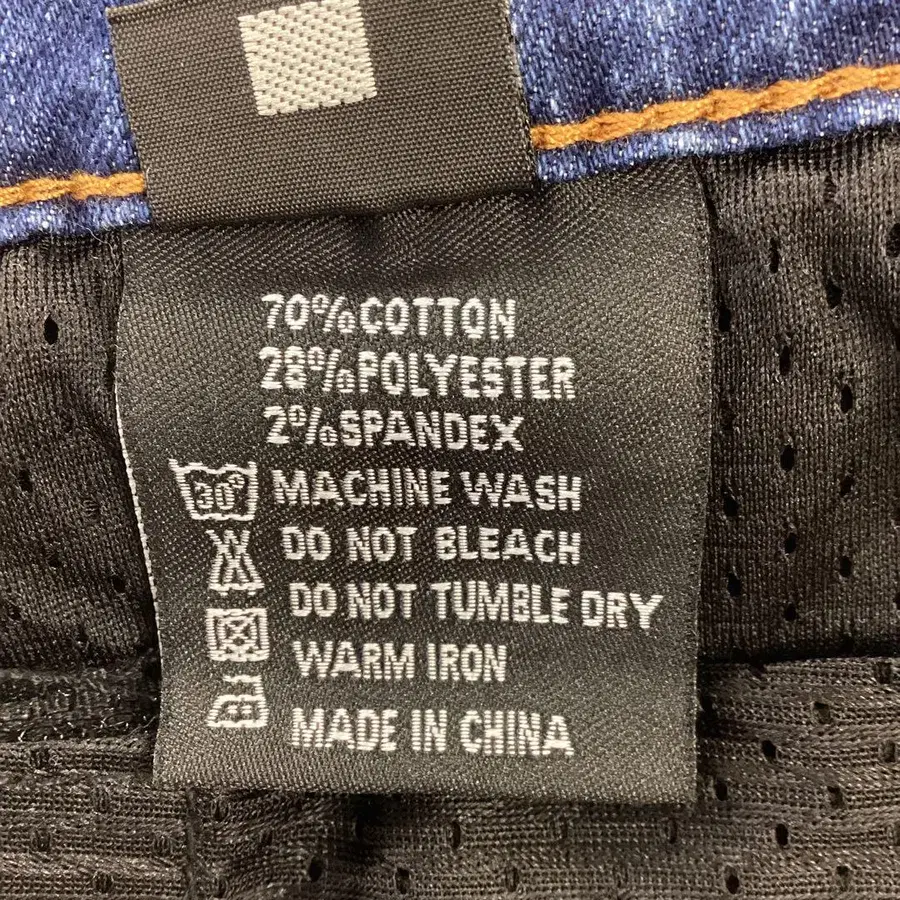 70%COTTON
28%POLYESTER
2%SPANDEX
30° MACHINE WASH
DO NOT BLEACH
DO NOT TUMBLE DRY
WARM IRON
MADE IN CHINA